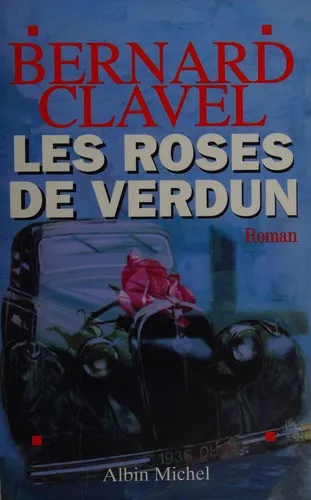 BERNARD
CLAVEL
LES ROSES
DE VERDUN
Roman
Albin Michel